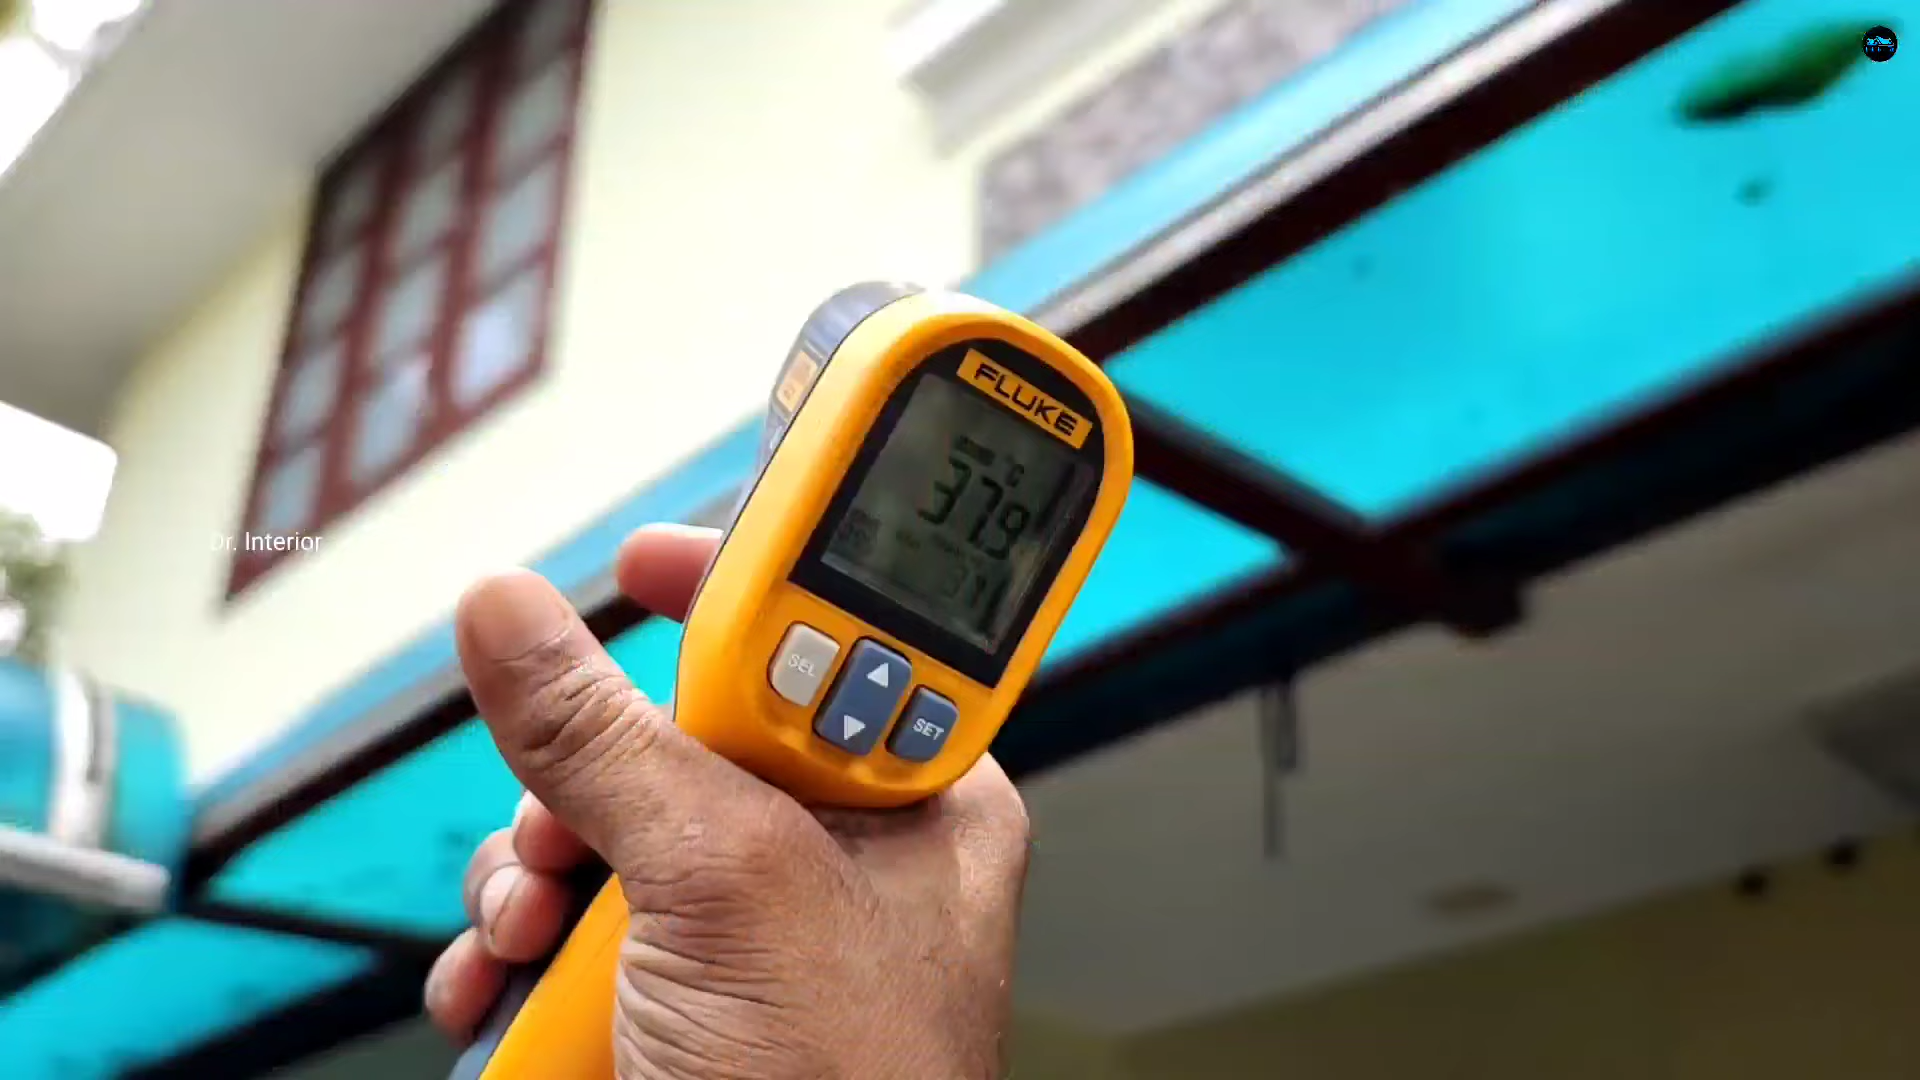 FLUKE
°C
37.9
Dr. Interior
SEL
SET